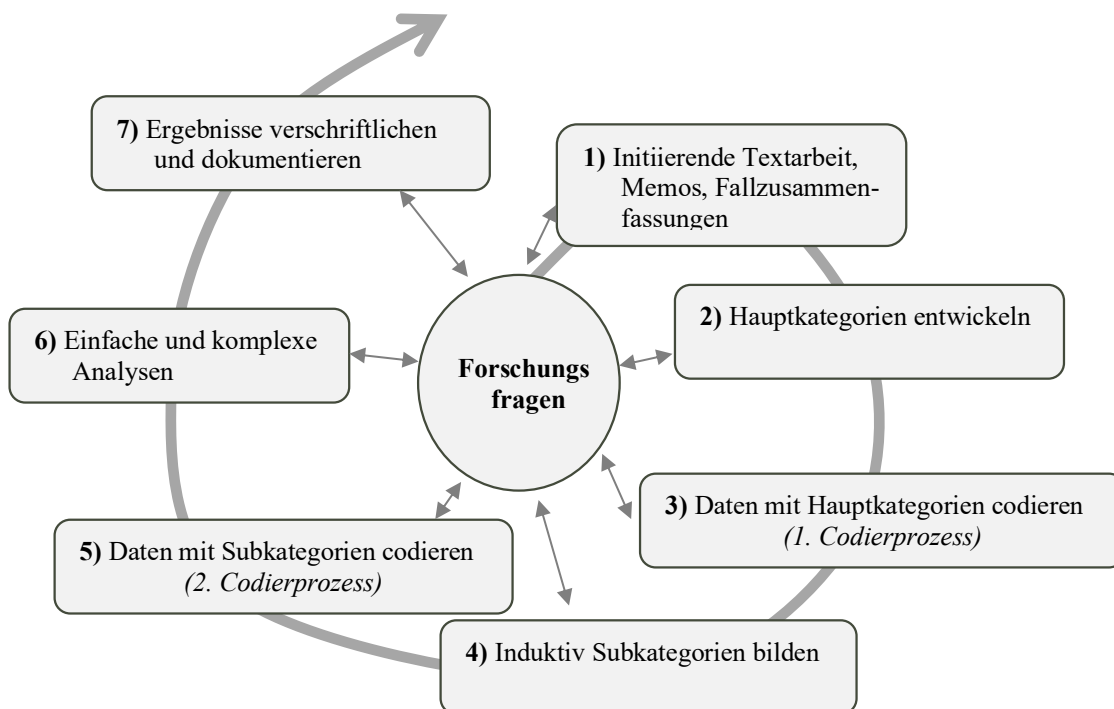 7) Ergebnisse verschriftlichen
und dokumentieren
1) Initiierende Textarbeit,
Memos, Fallzusammen-
fassungen
2) Hauptkategorien entwickeln
6) Einfache und komplexe
Analysen
Forschungs
fragen
3) Daten mit Hauptkategorien codieren
(1. Codierprozess)
5) Daten mit Subkategorien codieren
(2. Codierprozess)
4) Induktiv Subkategorien bilden